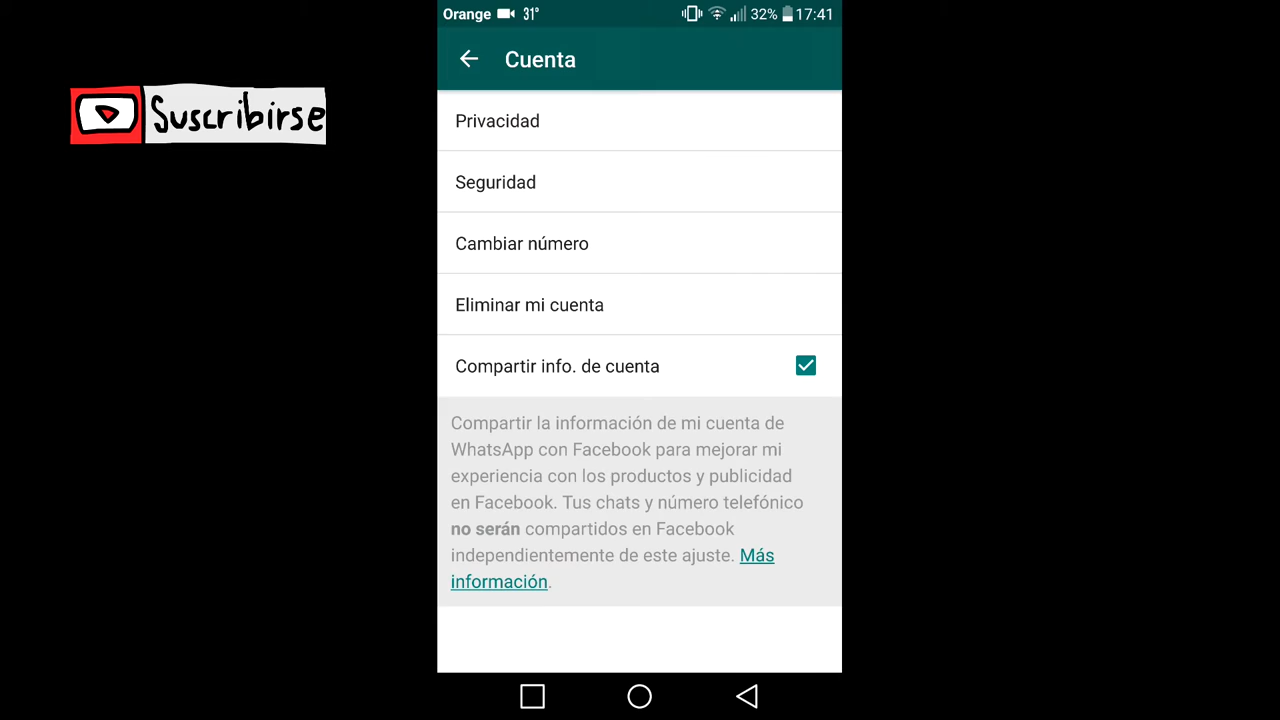 Orange 31° 32% 17:41
Suscribirse
Cuenta
Privacidad
Seguridad
Cambiar número
Eliminar mi cuenta
Compartir info. de cuenta
Compartir la información de mi cuenta de
WhatsApp con Facebook para mejorar mi
experiencia con los productos y publicidad
en Facebook. Tus chats y número telefónico
no serán compartidos en Facebook
independientemente de este ajuste. Más
información.